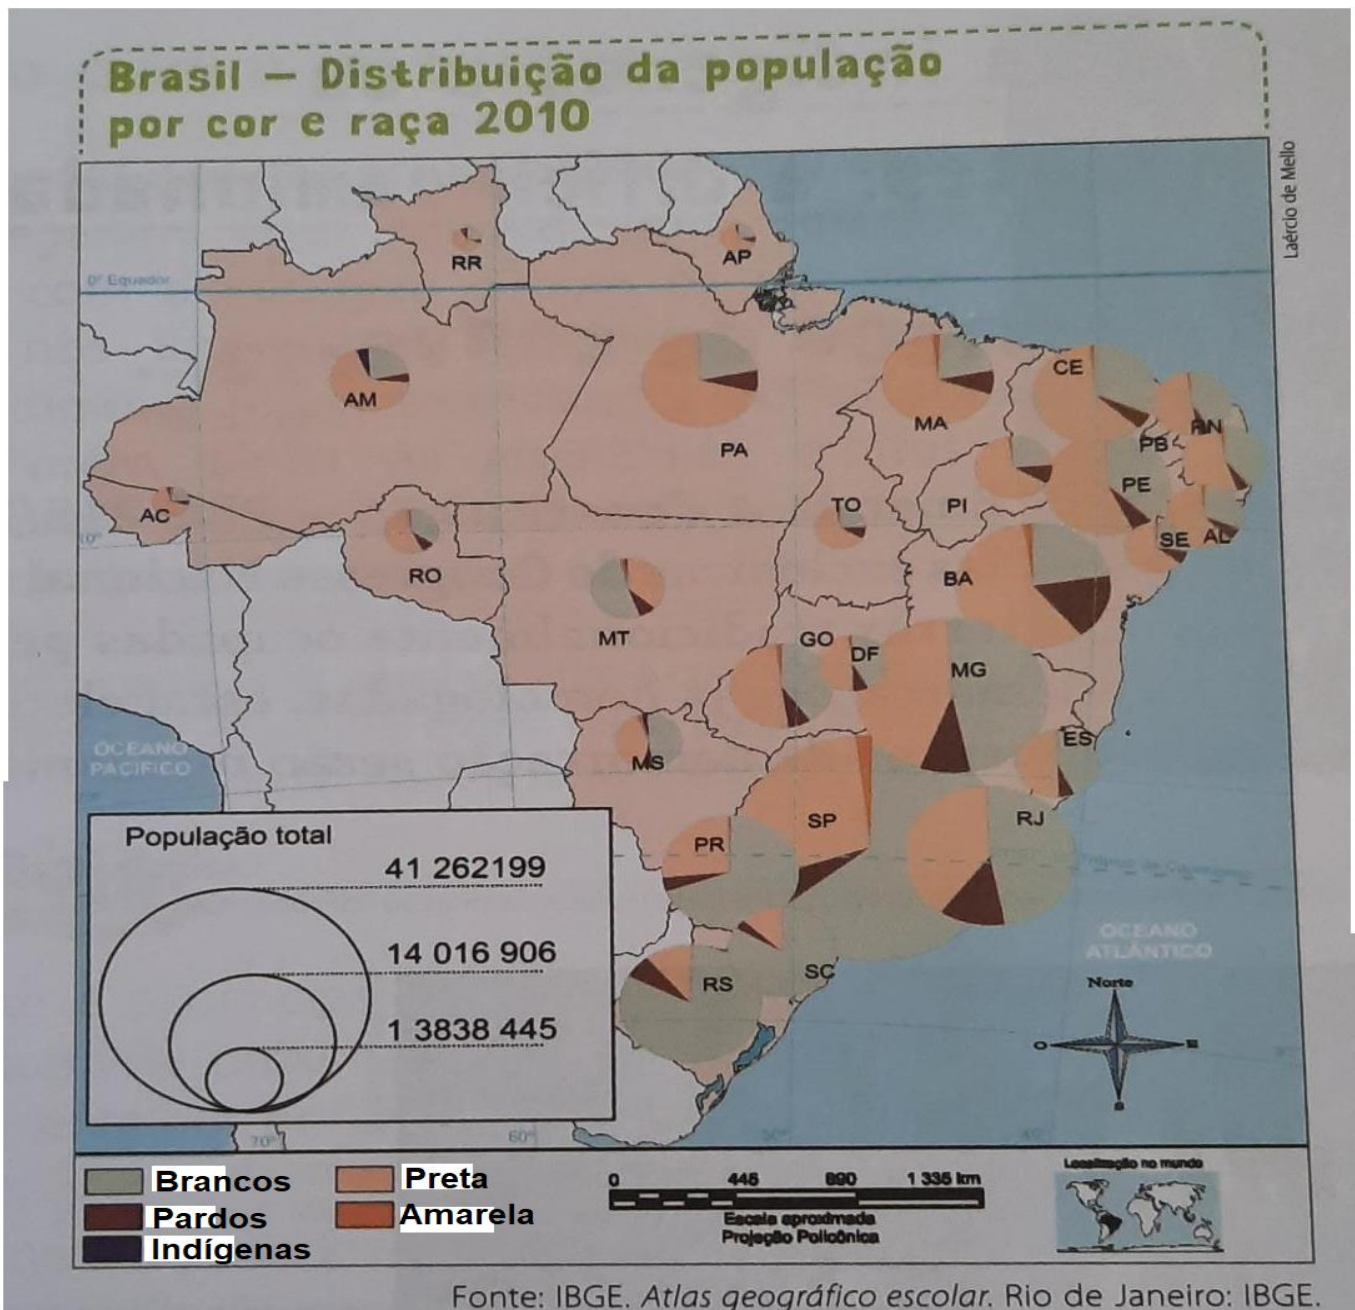 Brasil — Distribuição da população
por cor e raça 2010
Laércio de Mello
RR
AP
0° Equador
AM
PA
MA
CE
RN
PB
PE
AC
TO
PI
SE
AL
RO
BA
MT
GO
DF
MG
ES
MS
OCEANO
PACÍFICO
SP
RJ
PR
SC
RS
OCEANO
ATLÂNTICO
População total
41 262199
14 016 906
1 3838 445
Norte
O
E
S
70°
60°
50°
Brancos
Preta
Pardos
Amarela
Indígenas
0 445 890 1 335 km
Escala aproximada
Projeção Policônica
Localização no mundo
Fonte: IBGE. Atlas geográfico escolar. Rio de Janeiro: IBGE.